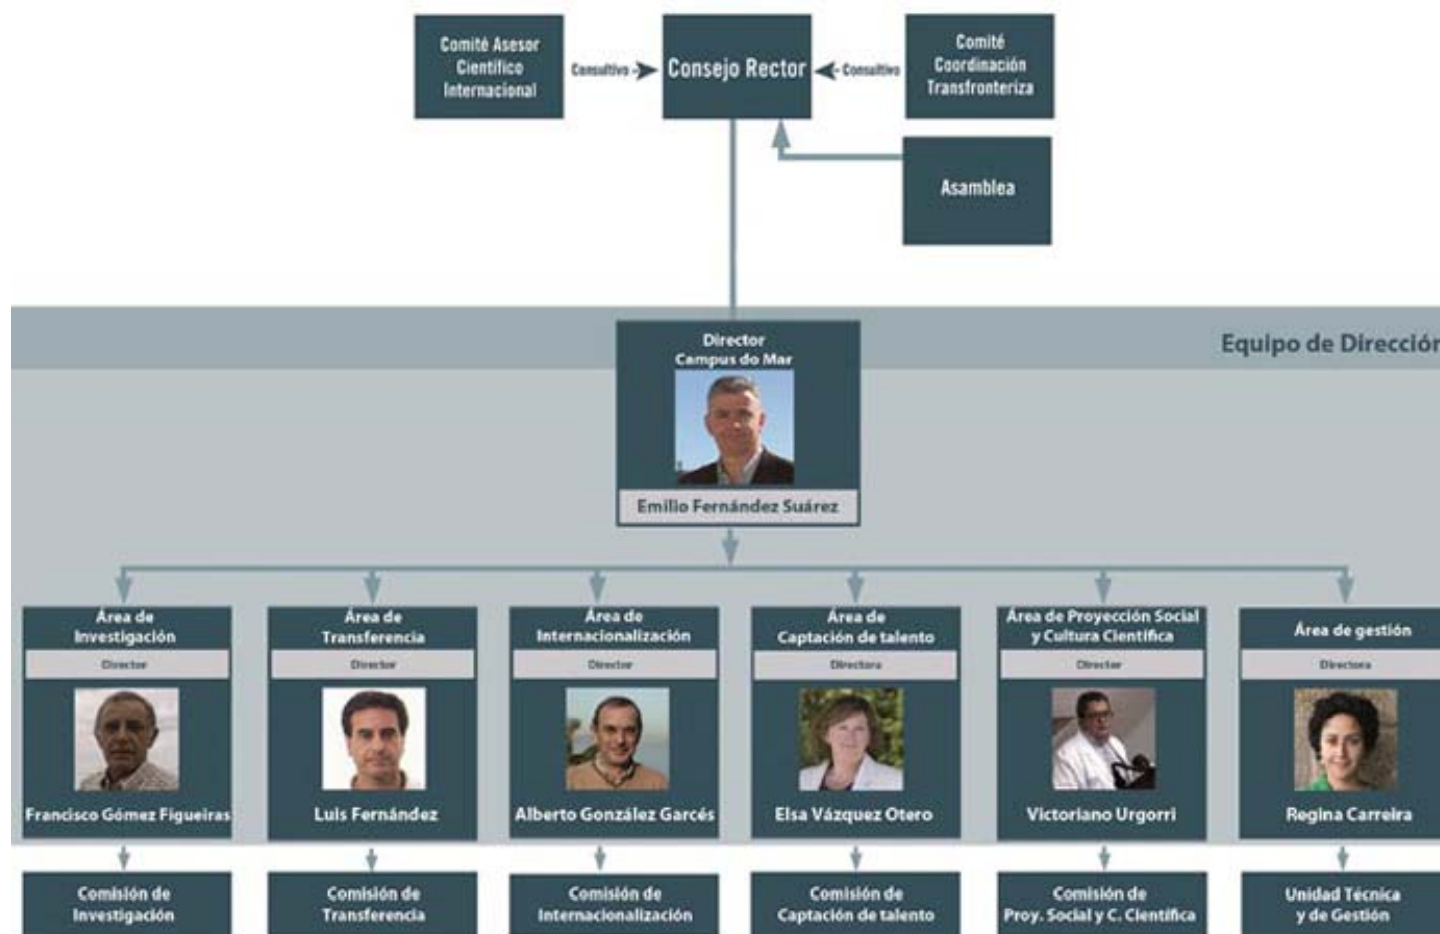 Comité Asesor
Científico
Internacional
Consultivo
Consejo Rector
Consultivo
Comité
Coordinación
Transfronteriza
Asamblea
Equipo de Dirección
Director
Campus do Mar
Emilio Fernández Suárez
Área de
Investigación
Director
Francisco Gómez Figueiras
Área de
Transferencia
Director
Luis Fernández
Área de
Internacionalización
Director
Alberto González Garcés
Área de
Captación de talento
Directora
Elsa Vázquez Otero
Área de Proyección Social
y Cultura Científica
Director
Victoriano Urgorri
Área de gestión
Directora
Regina Carreira
Comisión de
Investigación
Comisión de
Transferencia
Comisión de
Internacionalización
Comisión de
Captación de talento
Comisión de
Proy. Social y C. Científica
Unidad Técnica
y de Gestión